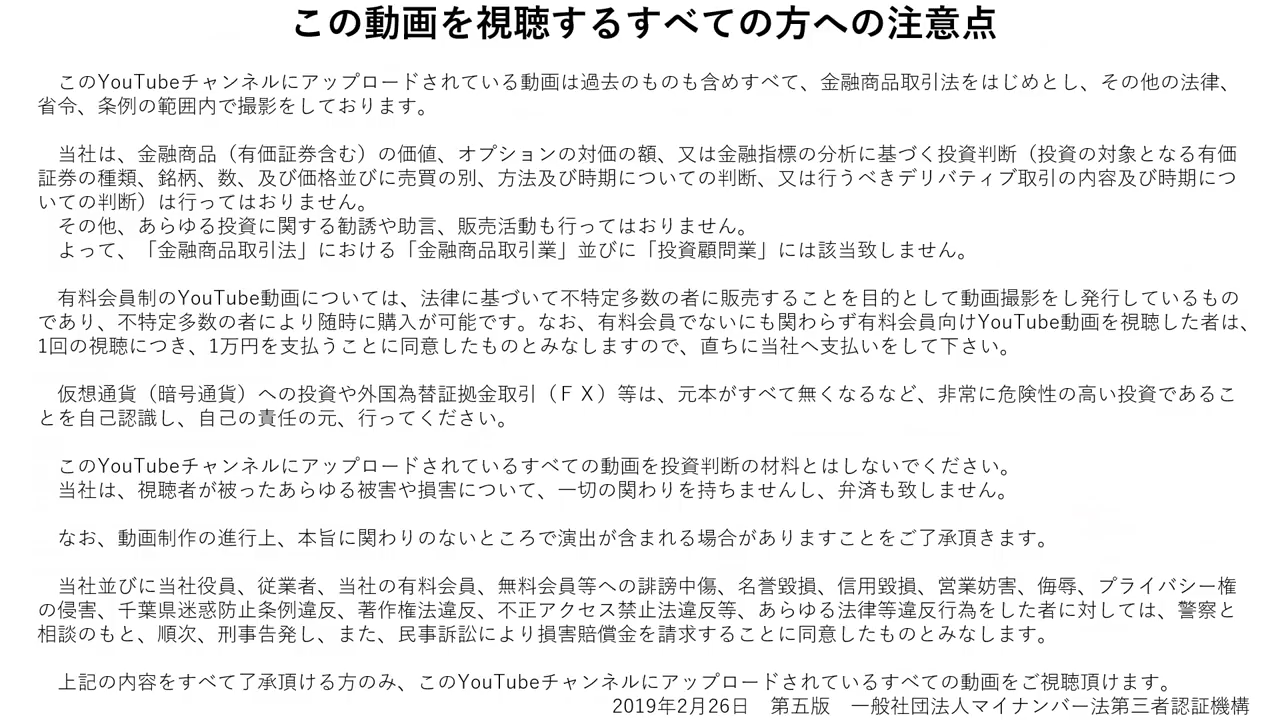 この動画を視聴するすべての方への注意点
このYouTubeチャンネルにアップロードされている動画は過去のものも含めすべて、金融商品取引法をはじめとし、その他の法律、
省令、条例の範囲内で撮影をしております。
当社は、金融商品（有価証券含む）の価値、オプションの対価の額、又は金融指標の分析に基づく投資判断（投資の対象となる有価
証券の種類、銘柄、数、及び価格並びに売買の別、方法及び時期についての判断、又は行うべきデリバティブ取引の内容及び時期につ
いての判断）は行ってはおりません。
その他、あらゆる投資に関する勧誘や助言、販売活動も行ってはおりません。
よって、「金融商品取引法」における「金融商品取引業」並びに「投資顧問業」には該当致しません。
有料会員制のYouTube動画については、法律に基づいて不特定多数の者に販売することを目的として動画撮影をし発行しているもの
であり、不特定多数の者により随時に購入が可能です。なお、有料会員でないにも関わらず有料会員向けYouTube動画を視聴した者は、
1回の視聴につき、1万円を支払うことに同意したものとみなしますので、直ちに当社へ支払いをして下さい。
仮想通貨（暗号通貨）への投資や外国為替証拠金取引（ＦＸ）等は、元本がすべて無くなるなど、非常に危険性の高い投資であるこ
とを自己認識し、自己の責任の元、行ってください。
このYouTubeチャンネルにアップロードされているすべての動画を投資判断の材料とはしないでください。
当社は、視聴者が被ったあらゆる被害や損害について、一切の関わりを持ちませんし、弁済も致しません。
なお、動画制作の進行上、本旨に関わりのないところで演出が含まれる場合がありますことをご了承頂きます。
当社並びに当社役員、従業者、当社の有料会員、無料会員等への誹謗中傷、名誉毀損、信用毀損、営業妨害、侮辱、プライバシー権
の侵害、千葉県迷惑防止条例違反、著作権法違反、不正アクセス禁止法違反等、あらゆる法律等違反行為をした者に対しては、警察と
相談のもと、順次、刑事告発し、また、民事訴訟により損害賠償金を請求することに同意したものとみなします。
上記の内容をすべて了承頂ける方のみ、このYouTubeチャンネルにアップロードされているすべての動画をご視聴頂けます。
2019年2月26日　第五版　一般社団法人マイナンバー法第三者認証機構